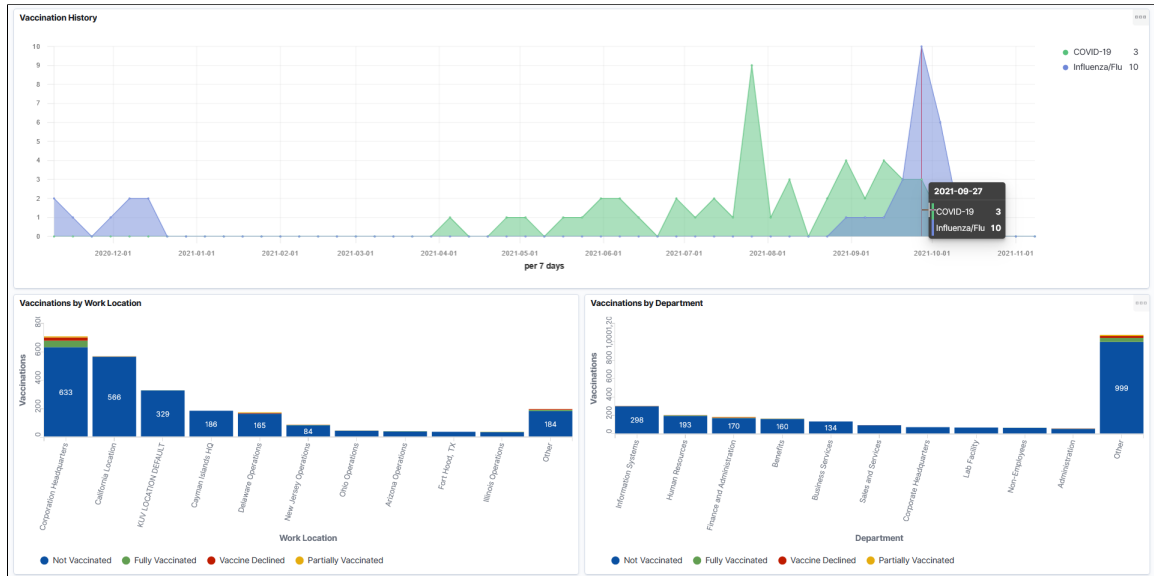 Vaccination History
10
9
8
7
6
5
4
3
2
1
0
2020-12-01 2021-01-01 2021-02-01 2021-03-01 2021-04-01 2021-05-01 2021-06-01 2021-07-01 2021-08-01 2021-09-01 2021-10-01 2021-11-01
per 7 days
COVID-19 3
Influenza/Flu 10
2021-09-27
COVID-19 3
Influenza/Flu 10
Vaccinations by Work Location
Vaccinations
600
400
200
0
633
566
329
186
165
84
184
Corporation Headquarters
California Location
KUV LOCATION DEFAULT
Cayman Islands HQ
Delaware Operations
New Jersey Operations
Ohio Operations
Arizona Operations
Fort Hood, TX
Illinois Operations
Other
Work Location
Not Vaccinated Fully Vaccinated Vaccine Declined Partially Vaccinated
Vaccinations by Department
Vaccinations
800
600
400
200
0
298
193
170
160
134
999
Information Systems
Human Resources
Finance and Administration
Benefits
Business Services
Sales and Services
Corporate Headquarters
Lab Facility
Non-Employees
Administration
Other
Department
Not Vaccinated Fully Vaccinated Vaccine Declined Partially Vaccinated